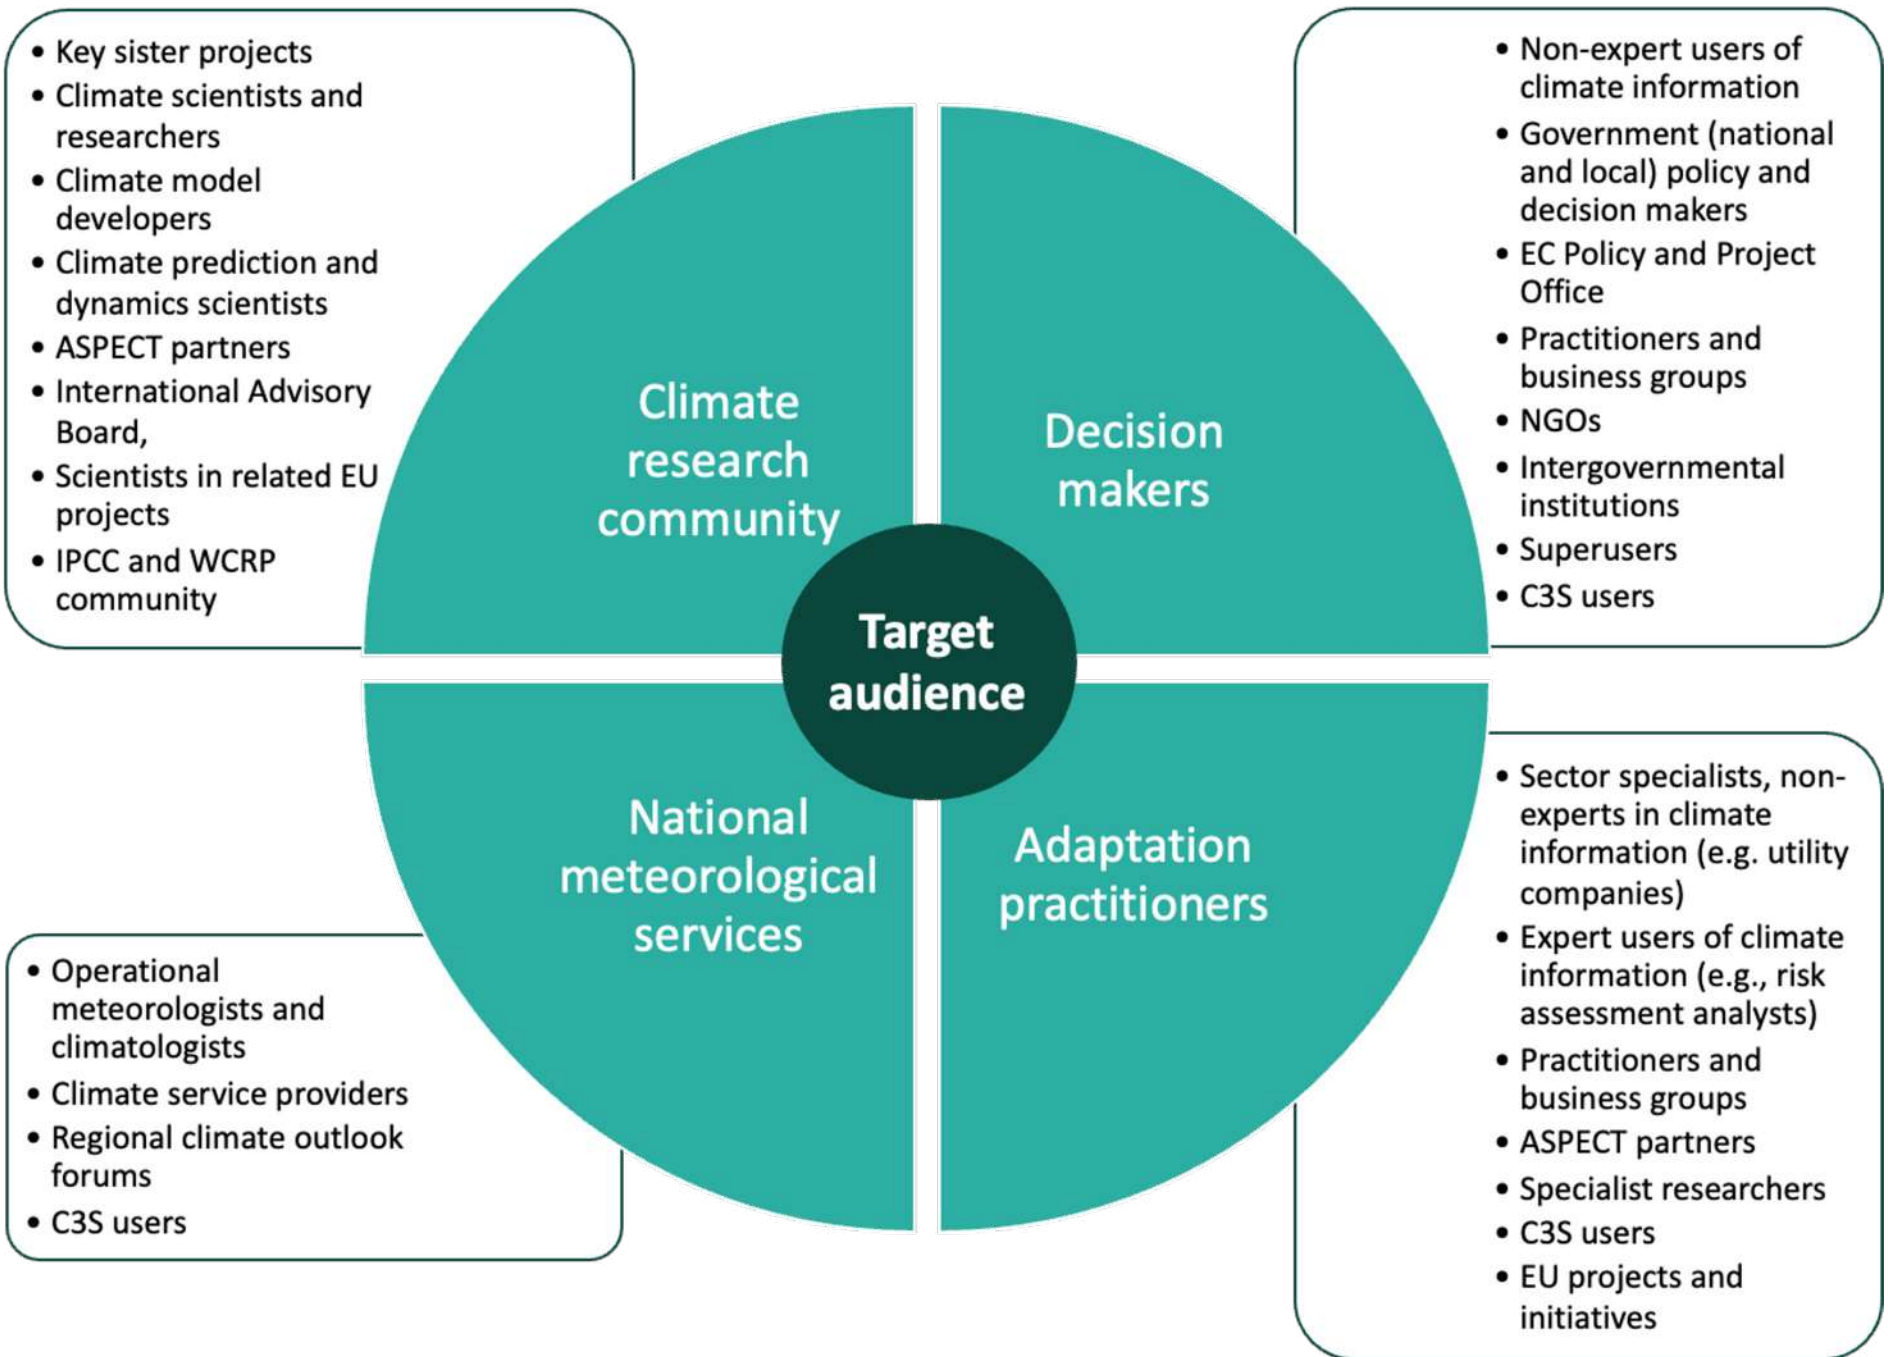 • Key sister projects
• Climate scientists and
researchers
• Climate model
developers
• Climate prediction and
dynamics scientists
• ASPECT partners
• International Advisory
Board,
• Scientists in related EU
projects
• IPCC and WCRP
community
Climate
research
community
Decision
makers
• Non-expert users of
climate information
• Government (national
and local) policy and
decision makers
• EC Policy and Project
Office
• Practitioners and
business groups
• NGOs
• Intergovernmental
institutions
• Superusers
• C3S users
Target
audience
• Operational
meteorologists and
climatologists
• Climate service providers
• Regional climate outlook
forums
• C3S users
National
meteorological
services
Adaptation
practitioners
• Sector specialists, non-
experts in climate
information (e.g. utility
companies)
• Expert users of climate
information (e.g., risk
assessment analysts)
• Practitioners and
business groups
• ASPECT partners
• Specialist researchers
• C3S users
• EU projects and
initiatives